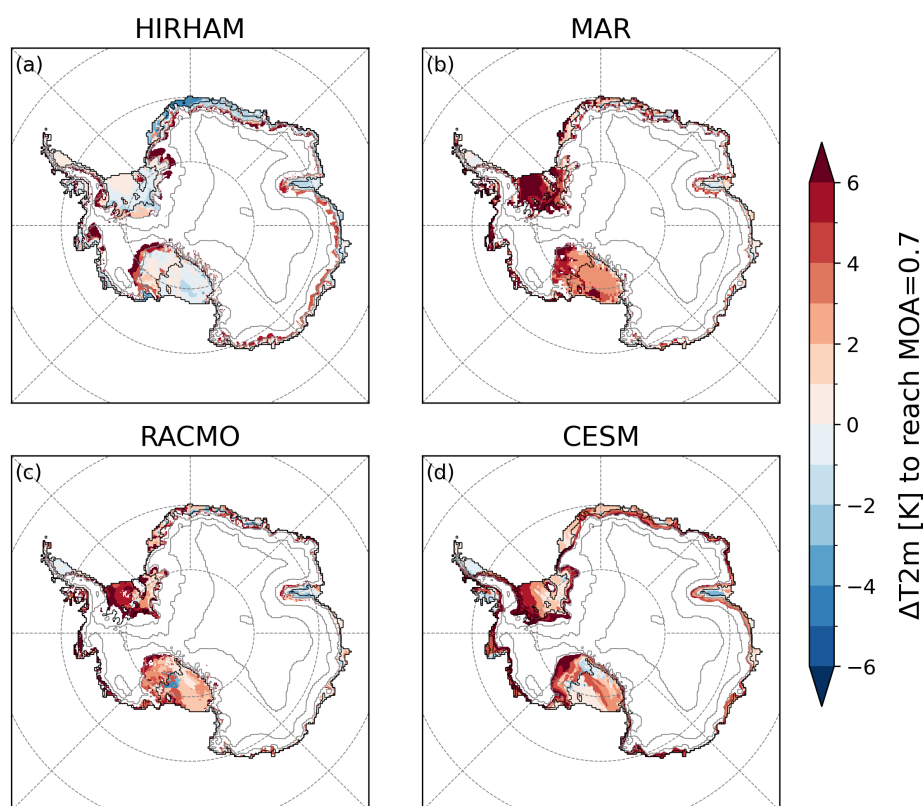 HIRHAM
MAR
(a)
(b)
RACMO
CESM
(c)
(d)
6
4
2
0
−2
−4
−6
ΔT2m [K] to reach MOA=0.7